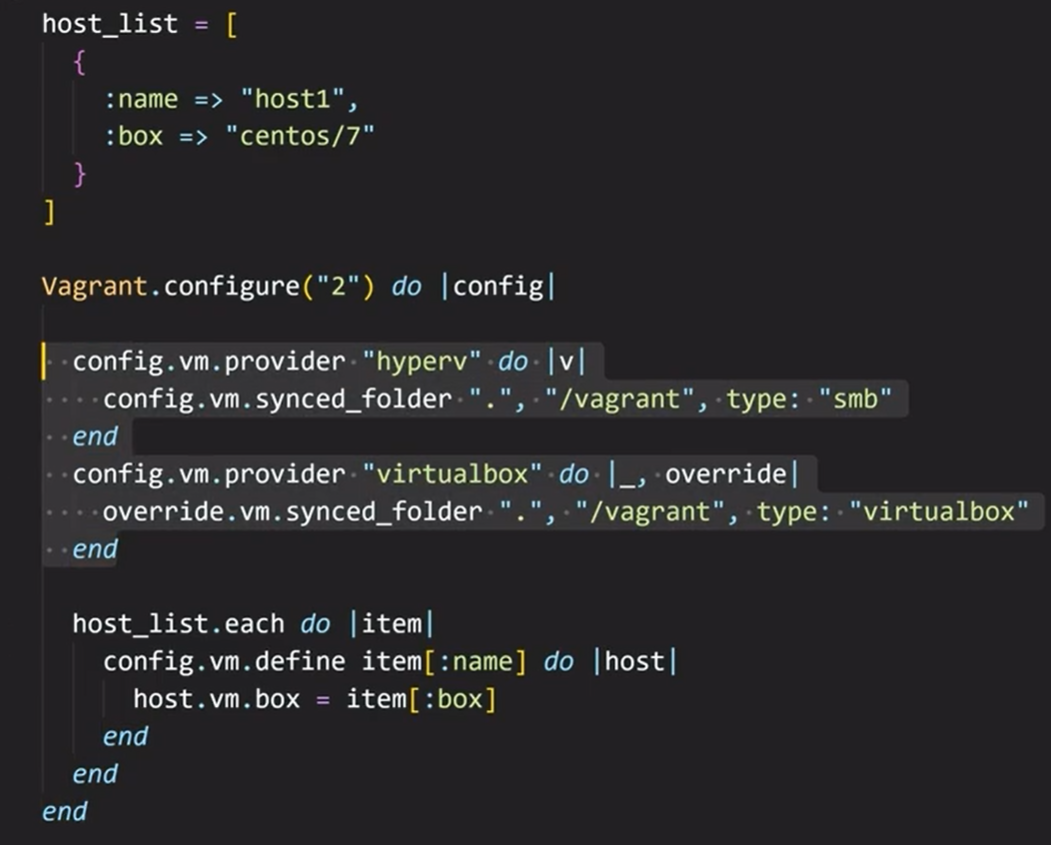 host_list = [
  {
    :name => "host1",
    :box => "centos/7"
  }
]

Vagrant.configure("2") do |config|

  config.vm.provider "hyperv" do |v|
    config.vm.synced_folder ".", "/vagrant", type: "smb"
  end
  config.vm.provider "virtualbox" do |_, override|
    override.vm.synced_folder ".", "/vagrant", type: "virtualbox"
  end

  host_list.each do |item|
    config.vm.define item[:name] do |host|
      host.vm.box = item[:box]
    end
  end
end